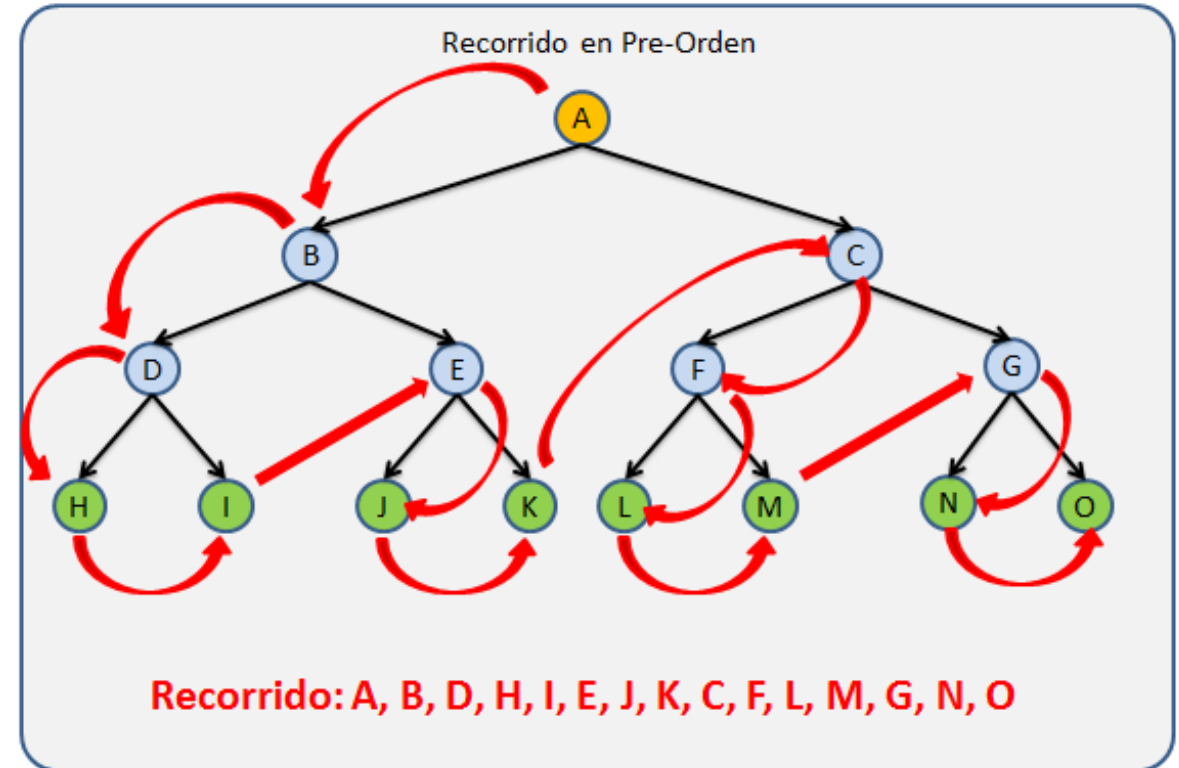 Recorrido en Pre-Orden
A
B C
D E F G
H I J K L M N O
Recorrido: A, B, D, H, I, E, J, K, C, F, L, M, G, N, O